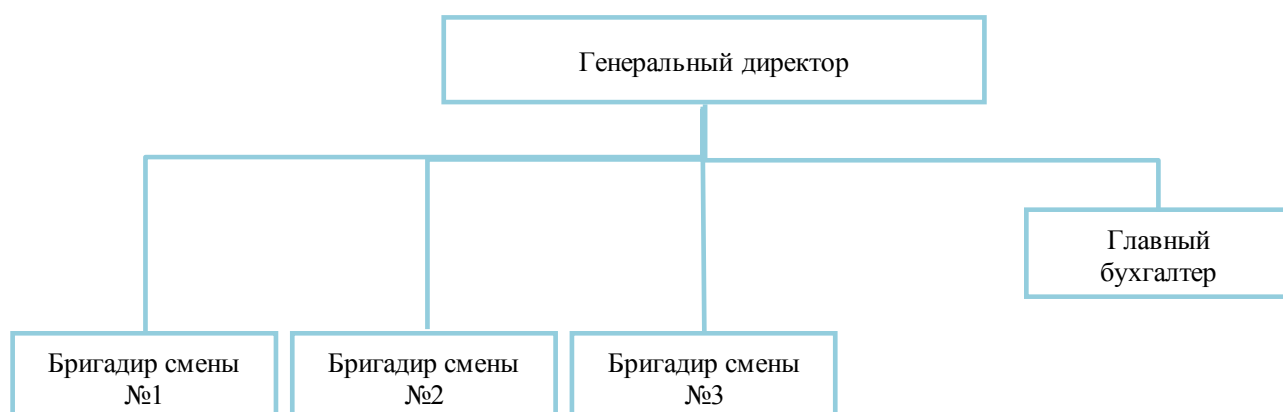 Генеральный директор
Главный
бухгалтер
Бригадир смены
№1
Бригадир смены
№2
Бригадир смены
№3